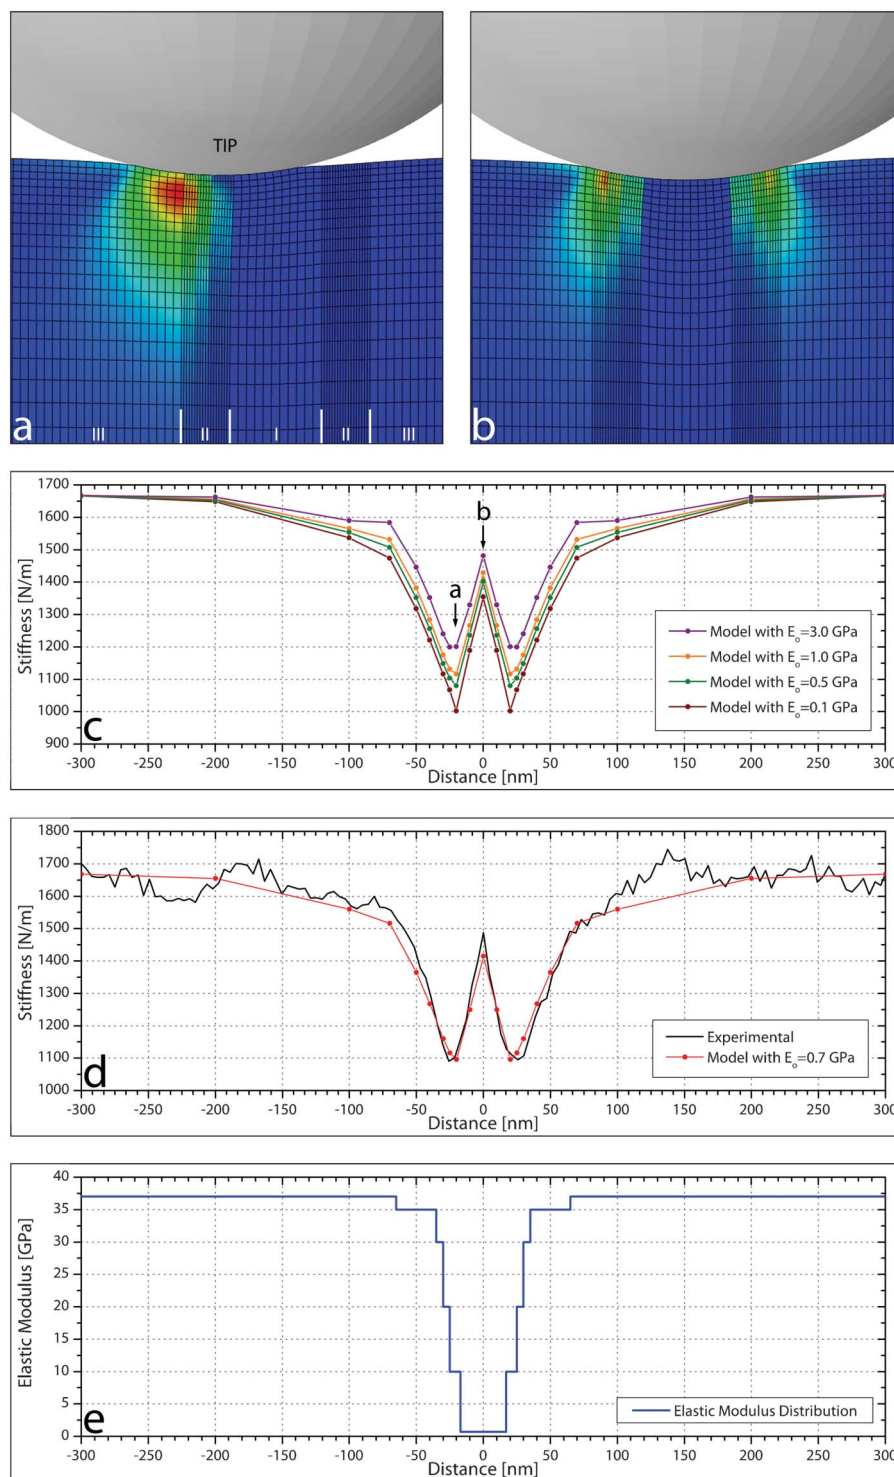 TIP
a III II I II III
b
1700
1600
1500
1400
1300
1200
1100
1000
900
Stiffness [N/m]
b
a
Model with Eo=3.0 GPa
Model with Eo=1.0 GPa
Model with Eo=0.5 GPa
Model with Eo=0.1 GPa
c
-300 -250 -200 -150 -100 -50 0 50 100 150 200 250 300
Distance [nm]
1800
1700
1600
1500
1400
1300
1200
1100
1000
Stiffness [N/m]
Experimental
Model with Eo=0.7 GPa
d
-300 -250 -200 -150 -100 -50 0 50 100 150 200 250 300
Distance [nm]
40
35
30
25
20
15
10
5
0
Elastic Modulus [GPa]
Elastic Modulus Distribution
e
-300 -250 -200 -150 -100 -50 0 50 100 150 200 250 300
Distance [nm]